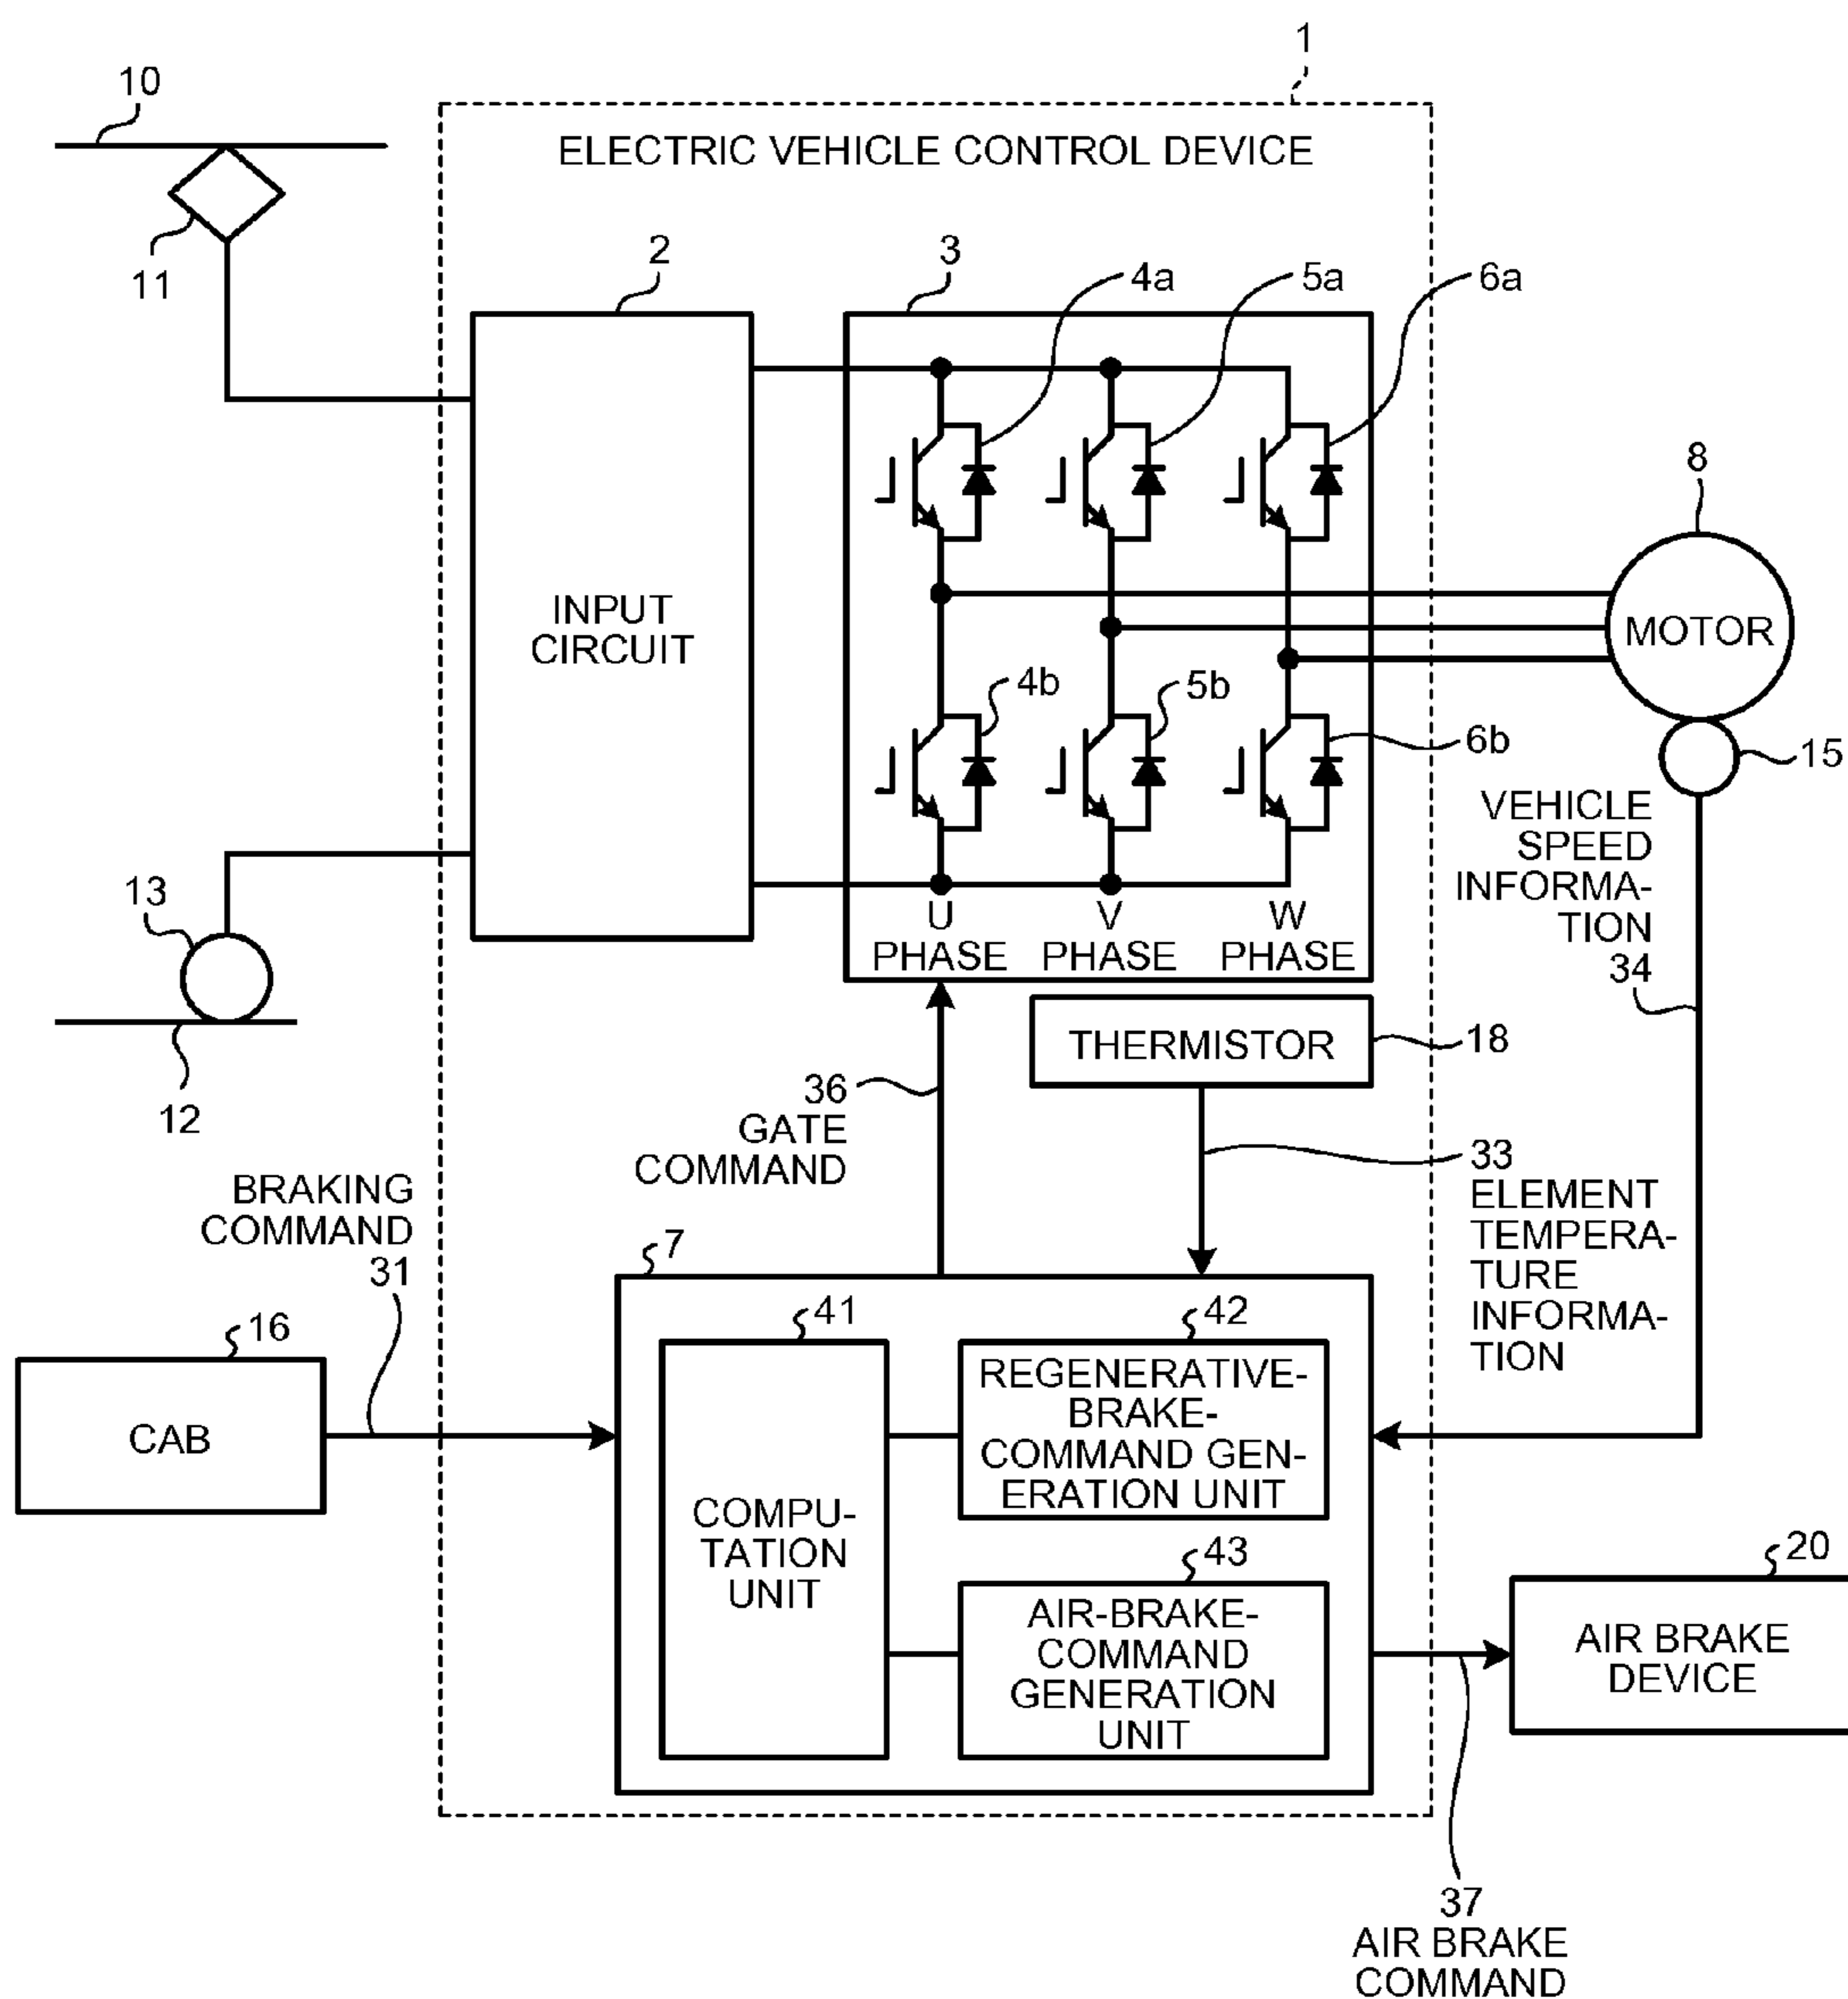 1
10
ELECTRIC VEHICLE CONTROL DEVICE
11
2
3
4a
5a
6a
8
INPUT
CIRCUIT
MOTOR
4b
5b
6b
15
VEHICLE
SPEED
INFORMA-
TION
34
13
U
PHASE
V
PHASE
W
PHASE
12
THERMISTOR
18
36
GATE
COMMAND
33
ELEMENT
TEMPERA-
TURE
INFORMA-
TION
BRAKING
COMMAND
31
7
16
CAB
41
COMPU-
TATION
UNIT
42
REGENERATIVE-
BRAKE-
COMMAND GEN-
ERATION UNIT
43
AIR-BRAKE-
COMMAND
GENERATION
UNIT
20
AIR BRAKE
DEVICE
37
AIR BRAKE
COMMAND